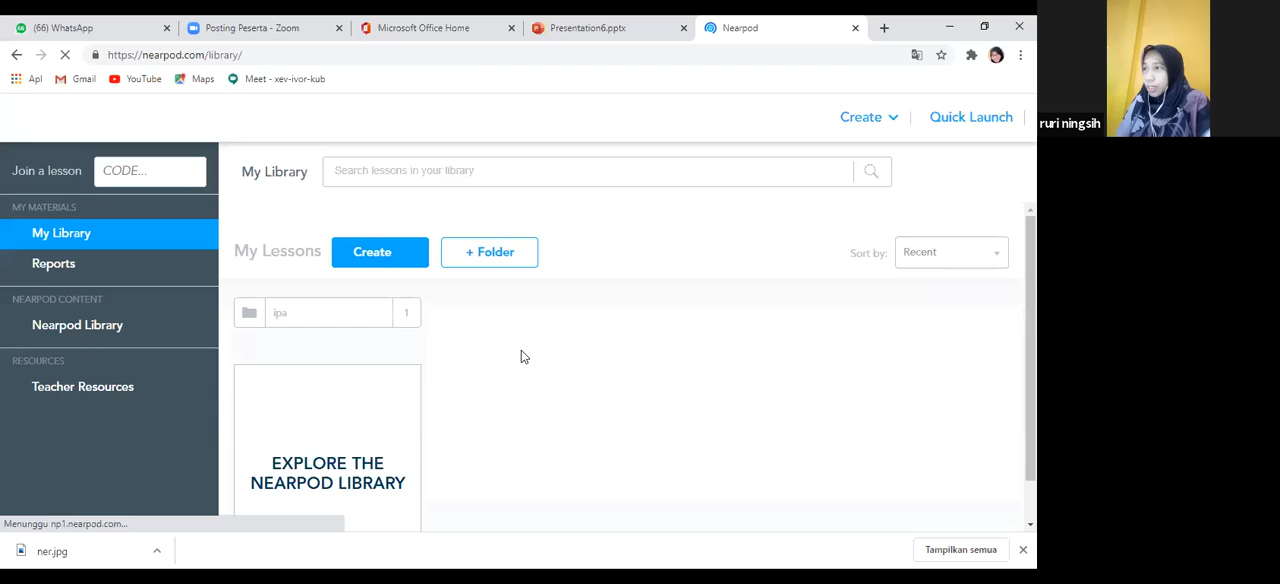 (66) WhatsApp
Posting Peserta - Zoom
Microsoft Office Home
Presentation6.pptx
Nearpod
https://nearpod.com/library/
Apl
Gmail
YouTube
Maps
Meet - xev-ivor-kub
ruri ningsih
Create
Quick Launch
Join a lesson
CODE...
My Library
Search lessons in your library
MY MATERIALS
My Library
Reports
My Lessons
Create
+ Folder
Sort by:
Recent
NEARPOD CONTENT
Nearpod Library
ipa
1
RESOURCES
Teacher Resources
EXPLORE THE
NEARPOD LIBRARY
Menunggu np1.nearpod.com...
ner.jpg
Tampilkan semua